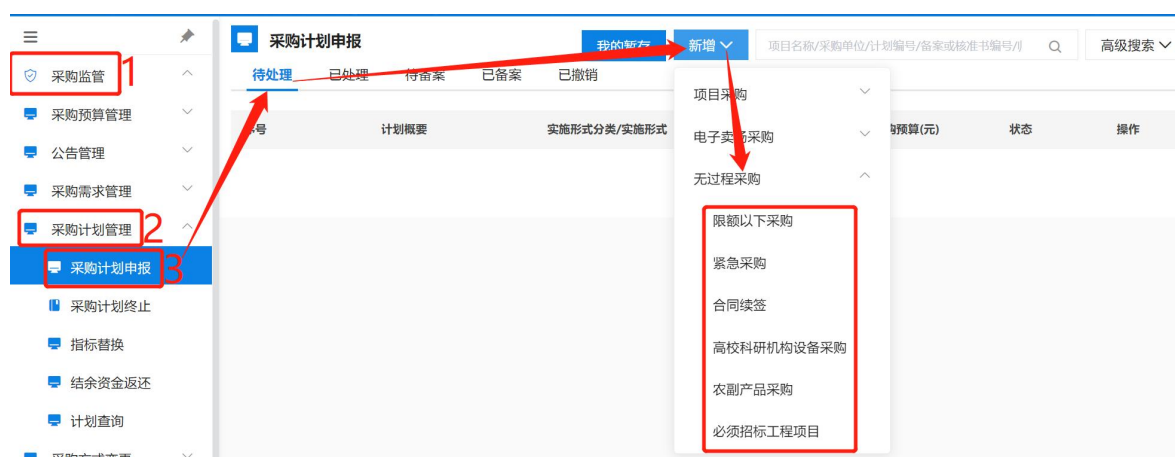 采购计划申报
我的暂存
新增
项目名称/采购单位/计划编号/备案或核准书编号/
高级搜索
采购监管
1
待处理
已处理
待备案
已备案
已撤销
采购预算管理
公告管理
采购需求管理
采购计划管理
2
采购计划申报
3
采购计划终止
指标替换
结余资金返还
计划查询
采购方式变更
号
计划概要
实施形式分类/实施形式
购预算(元)
状态
操作
项目采购
电子卖场采购
无过程采购
限额以下采购
紧急采购
合同续签
高校科研机构设备采购
农副产品采购
必须招标工程项目